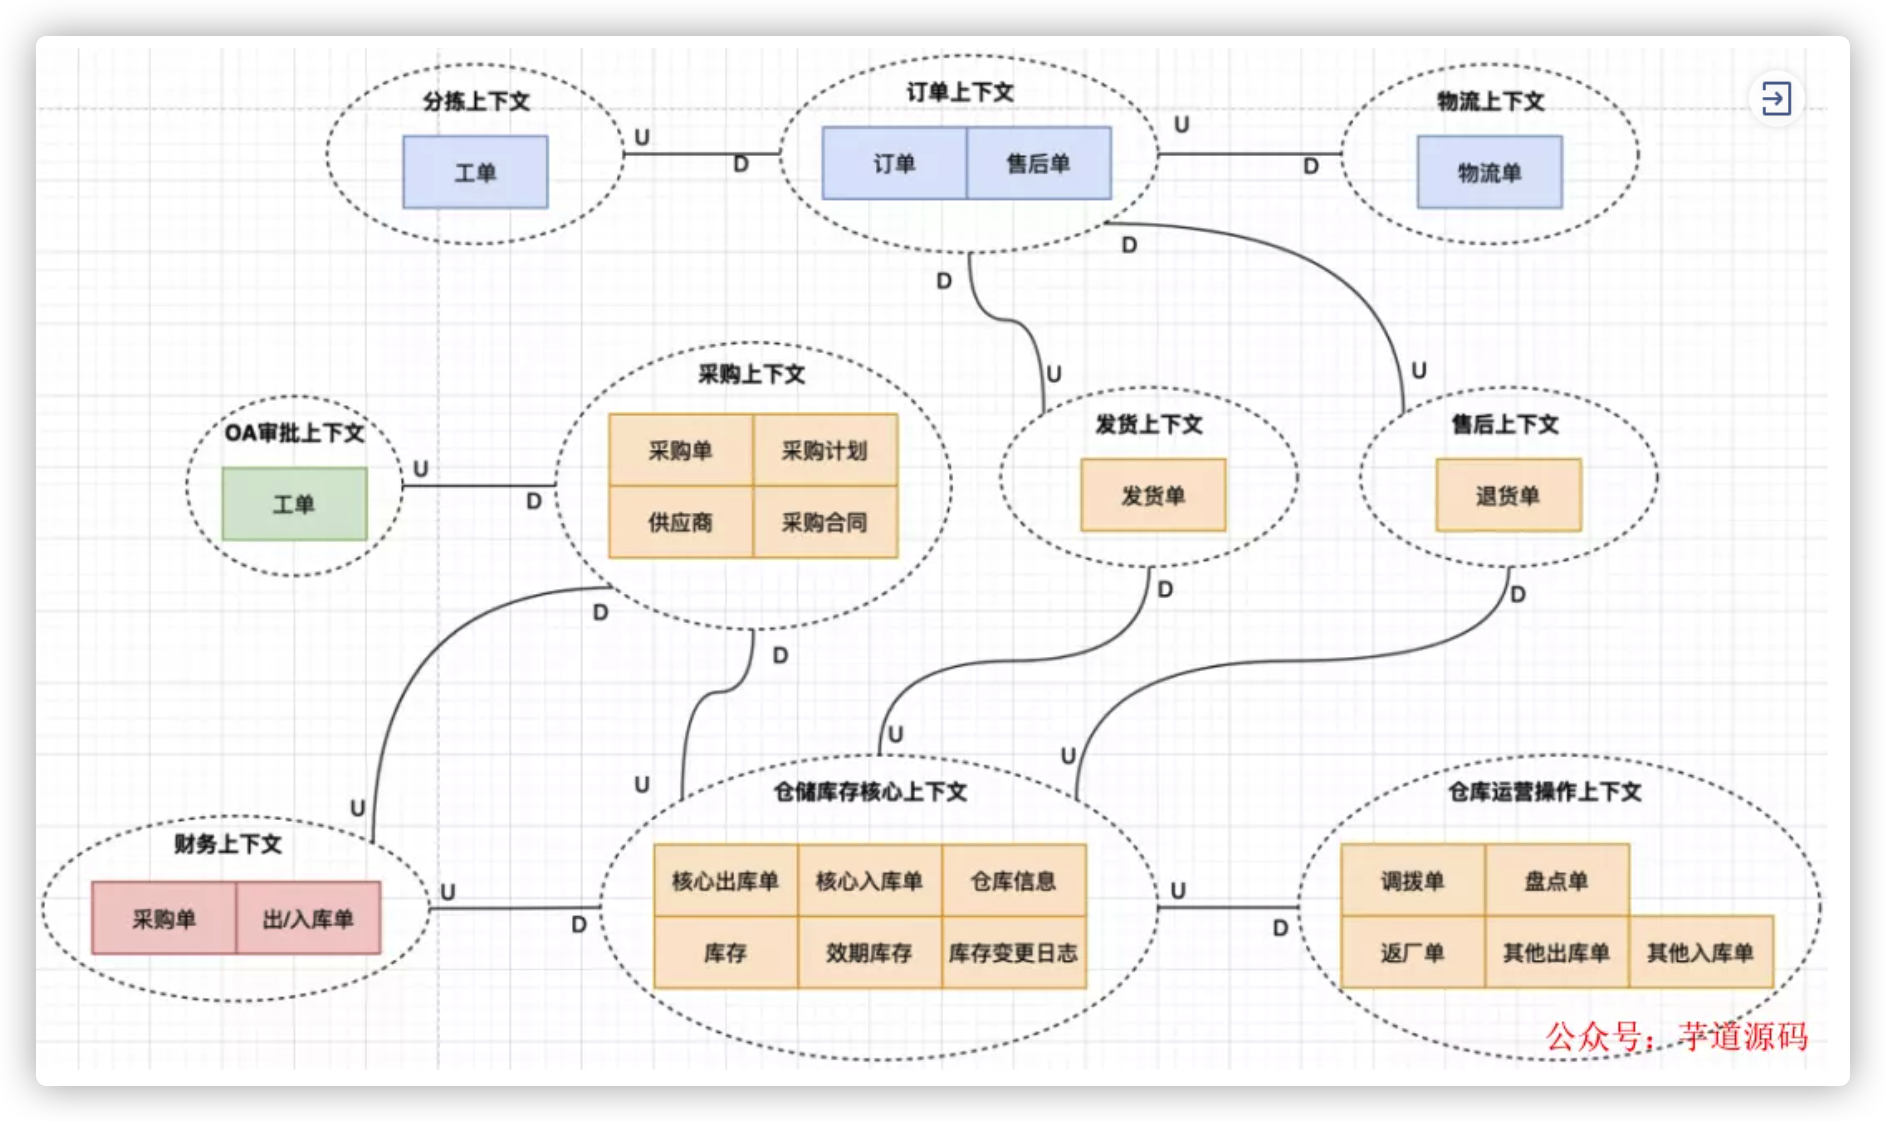 分拣上下文
工单
U
D
订单上下文
订单 售后单
U
D
物流上下文
物流单
D
U
D
U
OA审批上下文
工单
U
D
采购上下文
采购单 采购计划
供应商 采购合同
发货上下文
发货单
售后上下文
退货单
D
U
D
U
D
U
D
U
财务上下文
采购单 出/入库单
U
D
仓储库存核心上下文
核心出库单 核心入库单 仓库信息
库存 效期库存 库存变更日志
U
D
仓库运营操作上下文
调拨单 盘点单
返厂单 其他出库单 其他入库单
公众号：芋道源码